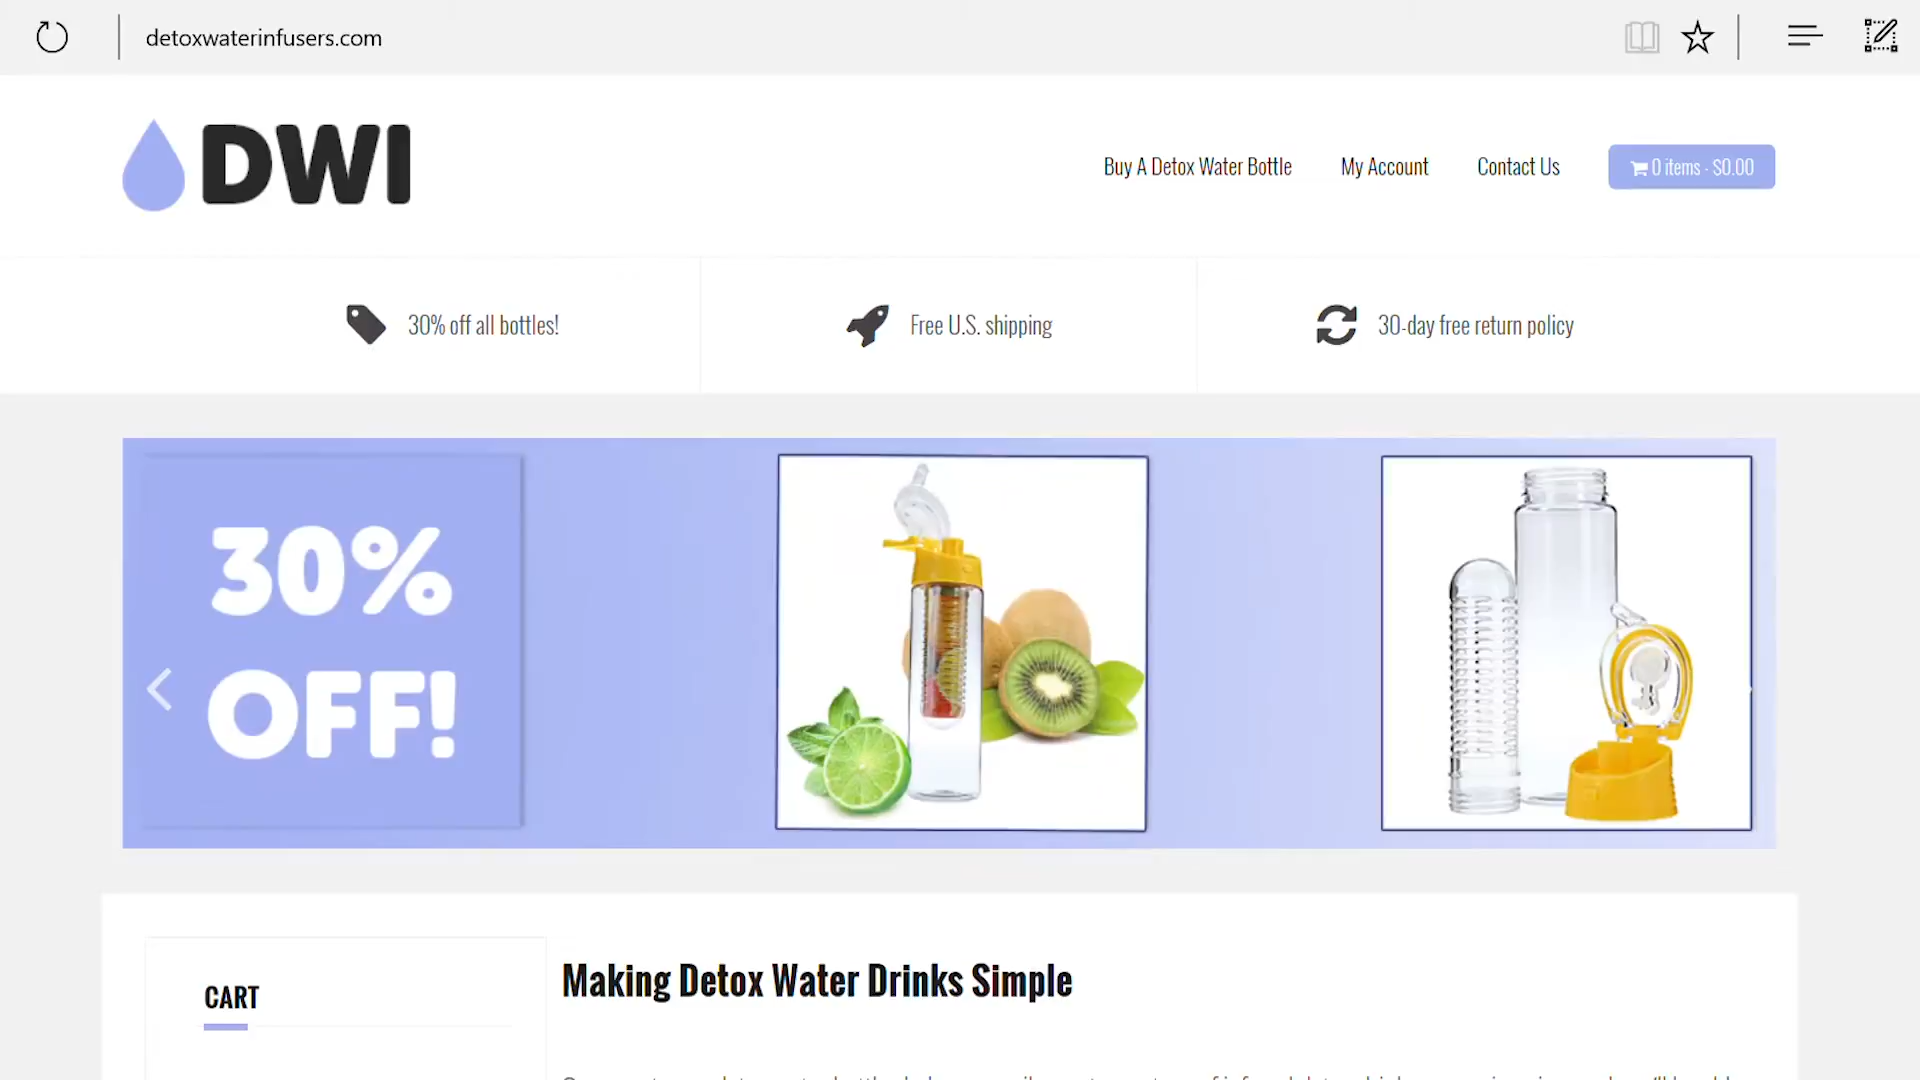 detoxwaterinfusers.com
DWI
Buy A Detox Water Bottle
My Account
Contact Us
0 items - $0.00
30% off all bottles!
Free U.S. shipping
30-day free return policy
30%
OFF!
CART
Making Detox Water Drinks Simple